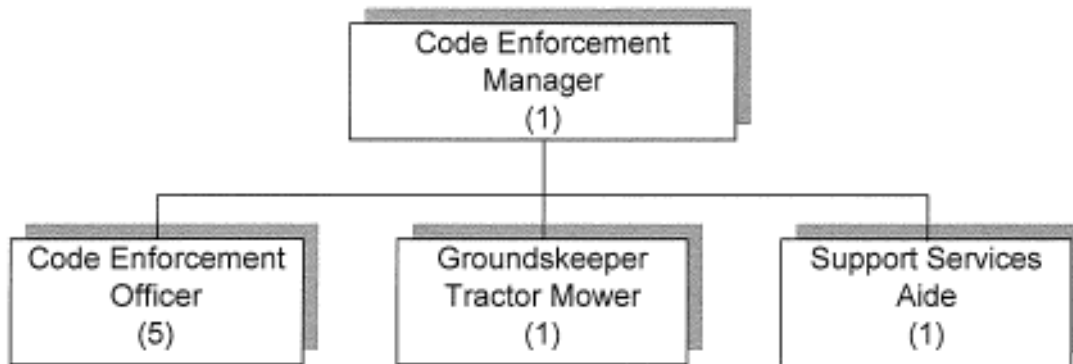 Code Enforcement
Manager
(1)
Code Enforcement
Officer
(5)
Groundskeeper
Tractor Mower
(1)
Support Services
Aide
(1)